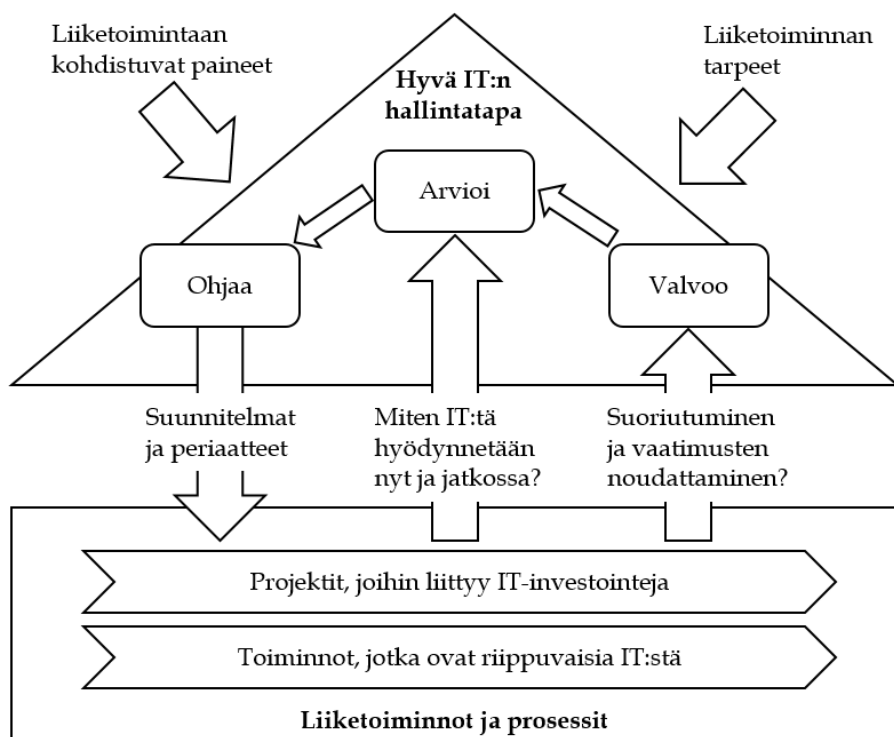 Liiketoimintaan
kohdistuvat paineet
Liiketoiminnan
tarpeet
Hyvä IT:n
hallintatapa
Arvioi
Ohjaa
Valvoo
Suunnitelmat
ja periaatteet
Miten IT:tä
hyödynnetään
nyt ja jatkossa?
Suoriutuminen
ja vaatimusten
noudattaminen?
Projektit, joihin liittyy IT-investointeja
Toiminnot, jotka ovat riippuvaisia IT:stä
Liiketoiminnot ja prosessit